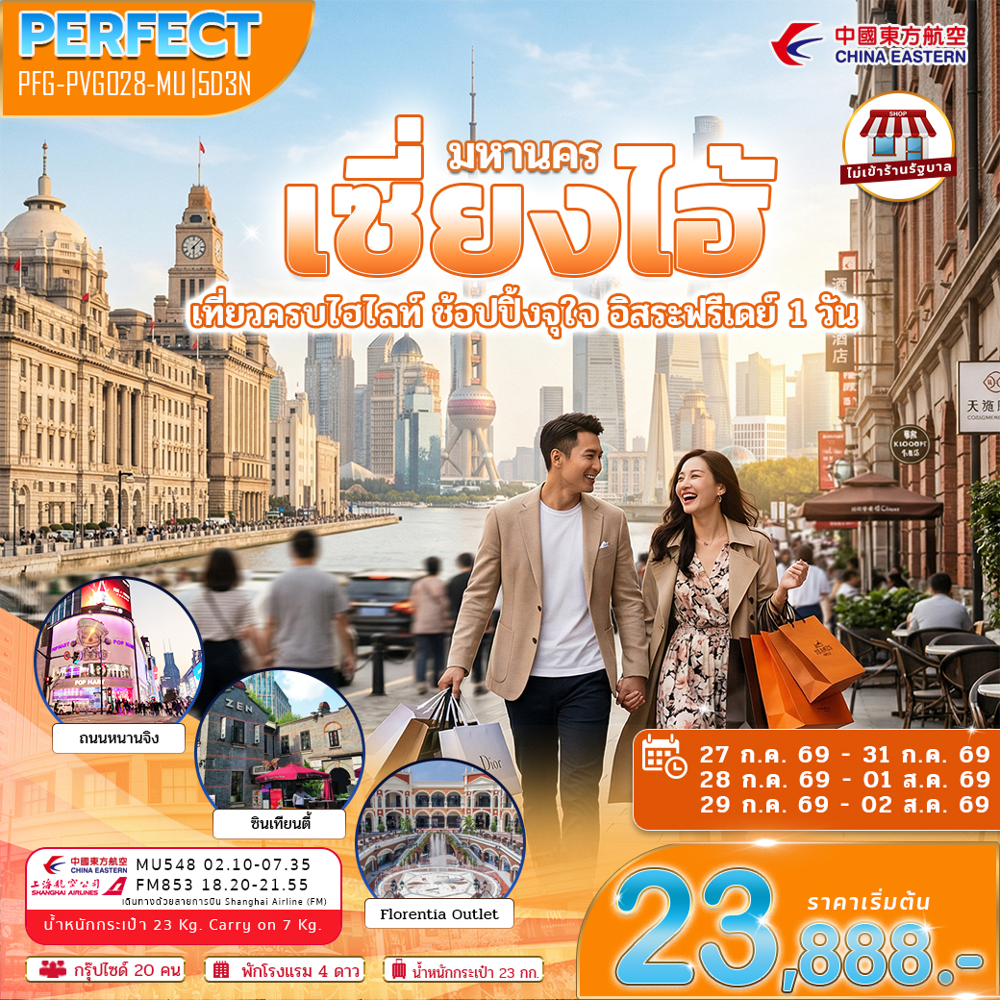 PERFECT
PFG-PVG028-MU|5D3N
中國東方航空
CHINA EASTERN
SHOP
ไม่เข้าร้านรัฐบาล
มหานคร
เซี่ยงไฮ้
เที่ยวครบไฮไลท์ ช้อปปิ้งจุใจ อิสระฟรีเดย์ 1 วัน
酒店
天施
ZEN
POP MART
Dior
ถนนหนานจิง
ซินเทียนตี้
Florentia Outlet
27 ก.ค. 69 - 31 ก.ค. 69
28 ก.ค. 69 - 01 ส.ค. 69
29 ก.ค. 69 - 02 ส.ค. 69
中國東方航空
CHINA EASTERN
MU548 02.10-07.35
上海航空公司
SHANGHAI AIRLINES
FM853 18.20-21.55
เดินทางด้วยสายการบิน Shanghai Airline (FM)
น้ำหนักกระเป๋า 23 Kg. Carry on 7 Kg.
กรุ๊ปไซด์ 20 คน
พักโรงแรม 4 ดาว
น้ำหนักกระเป๋า 23 กก.
ราคาเริ่มต้น
23,888.-